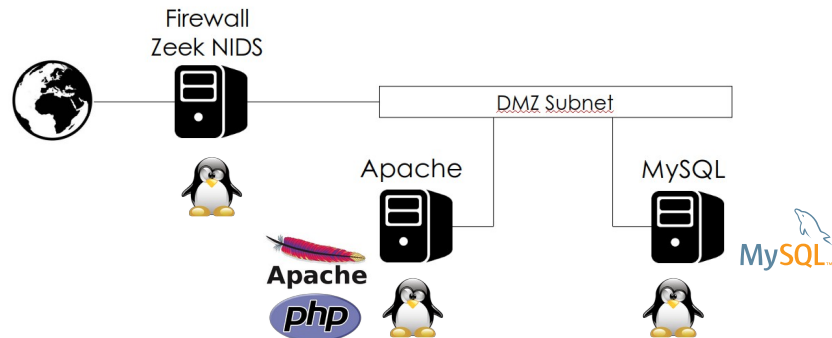 Firewall
Zeek NIDS
DMZ Subnet
Apache
MySQL
Apache
php
MySQL